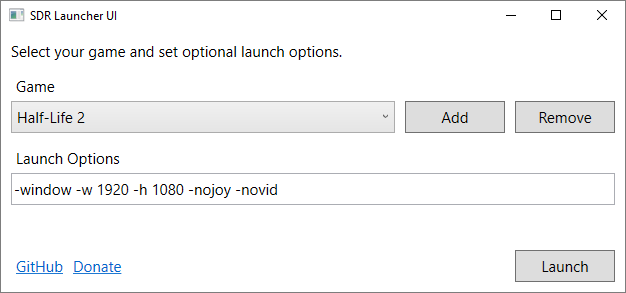 SDR Launcher UI
Select your game and set optional launch options.
Game
Half-Life 2 Add Remove
Launch Options
-window -w 1920 -h 1080 -nojoy -novid
GitHub Donate Launch